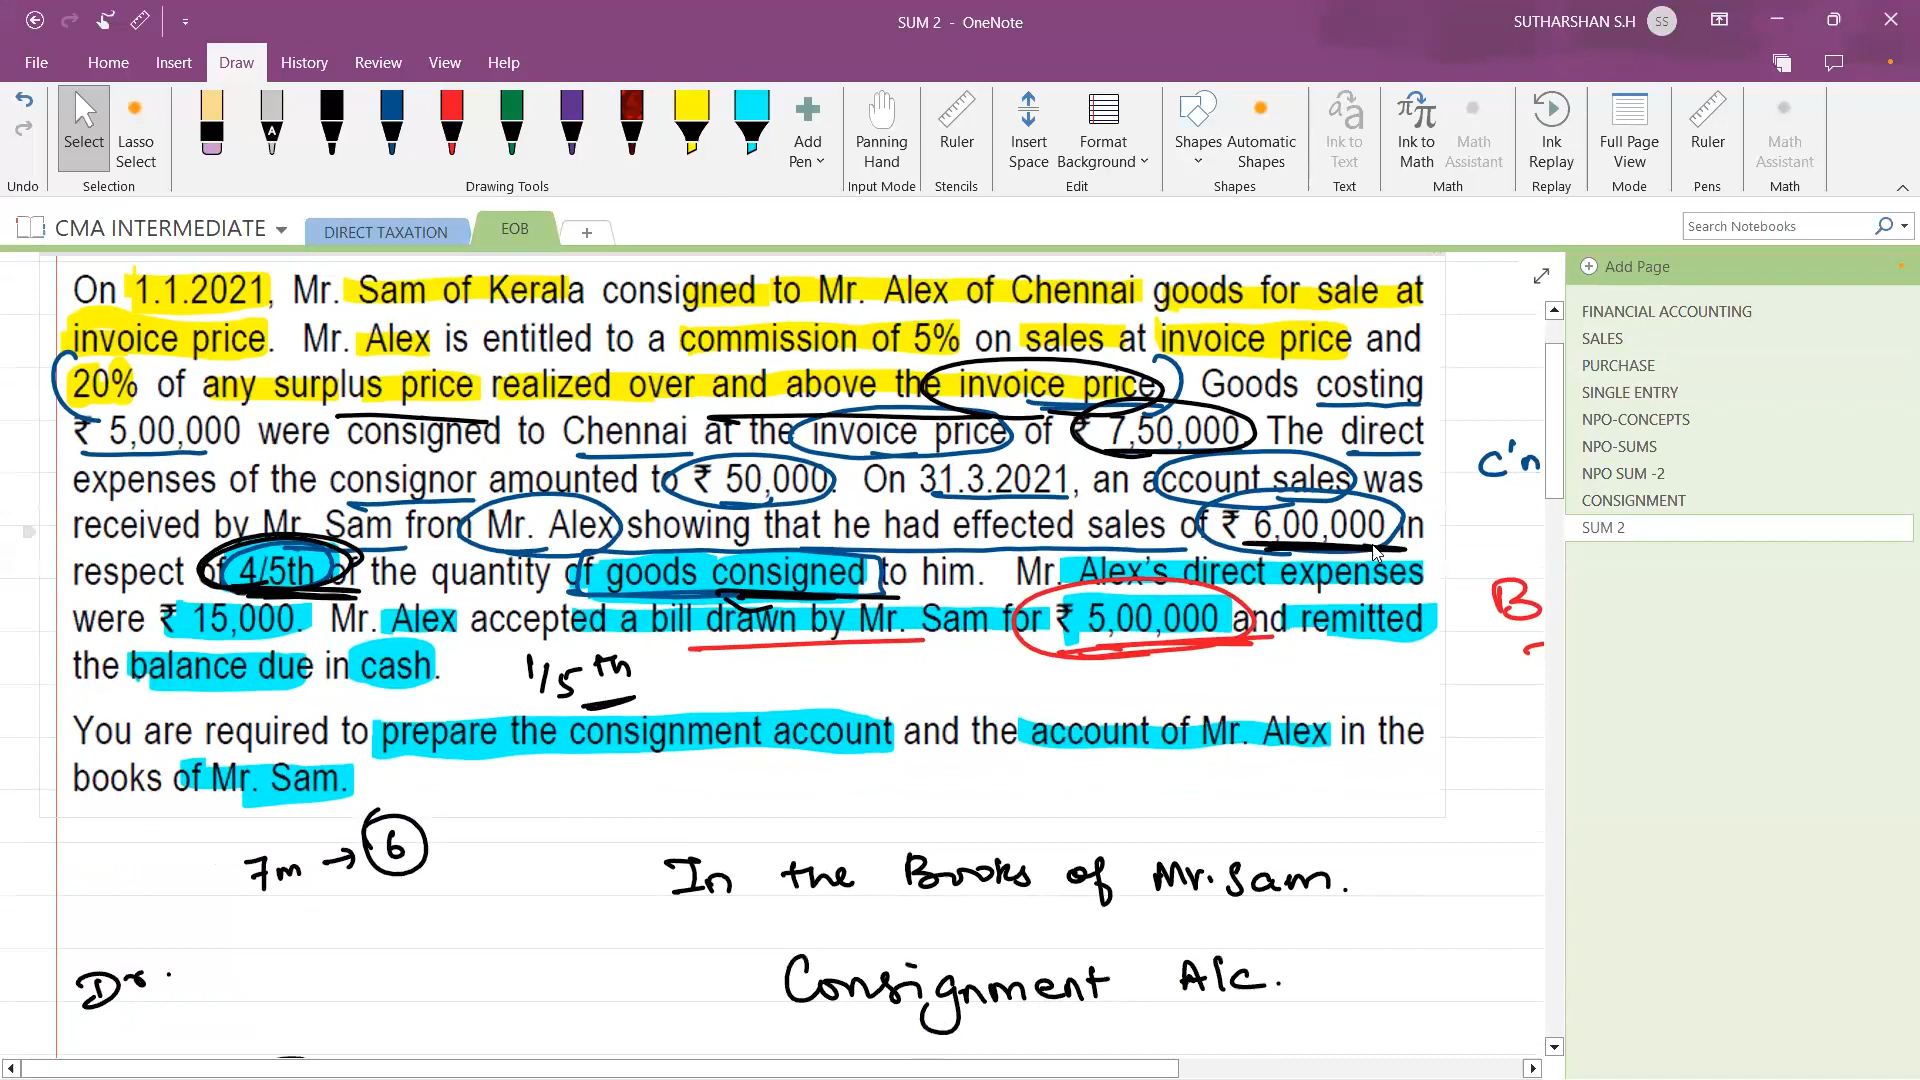 SUM 2 - OneNote
SUTHARSHAN S.H
SS
File Home Insert Draw History Review View Help
Select
Lasso Select
A
Add Pen
Panning Hand
Ruler
Insert Space
Format Background
Shapes
Automatic Shapes
Ink to Text
Ink to Math
Math Assistant
Ink Replay
Full Page View
Ruler
Math Assistant
Undo Selection Drawing Tools Input Mode Stencils Edit Shapes Text Math Replay Mode Pens Math
CMA INTERMEDIATE DIRECT TAXATION EOB
Search Notebooks
On 1.1.2021, Mr. Sam of Kerala consigned to Mr. Alex of Chennai goods for sale at
invoice price. Mr. Alex is entitled to a commission of 5% on sales at invoice price and
20% of any surplus price realized over and above the invoice price. Goods costing
₹ 5,00,000 were consigned to Chennai at the invoice price of ₹ 7,50,000. The direct
expenses of the consignor amounted to ₹ 50,000. On 31.3.2021, an account sales was
received by Mr. Sam from Mr. Alex showing that he had effected sales of ₹ 6,00,000 in
respect of 4/5th of the quantity of goods consigned to him. Mr. Alex's direct expenses
were ₹ 15,000. Mr. Alex accepted a bill drawn by Mr. Sam for ₹ 5,00,000 and remitted
the balance due in cash.
1/5th
You are required to prepare the consignment account and the account of Mr. Alex in the
books of Mr. Sam.
7m → 6
In the Books of Mr. Sam.
Dr.
Consignment A/c.
C'n
B
Add Page
FINANCIAL ACCOUNTING
SALES
PURCHASE
SINGLE ENTRY
NPO-CONCEPTS
NPO-SUMS
NPO SUM -2
CONSIGNMENT
SUM 2